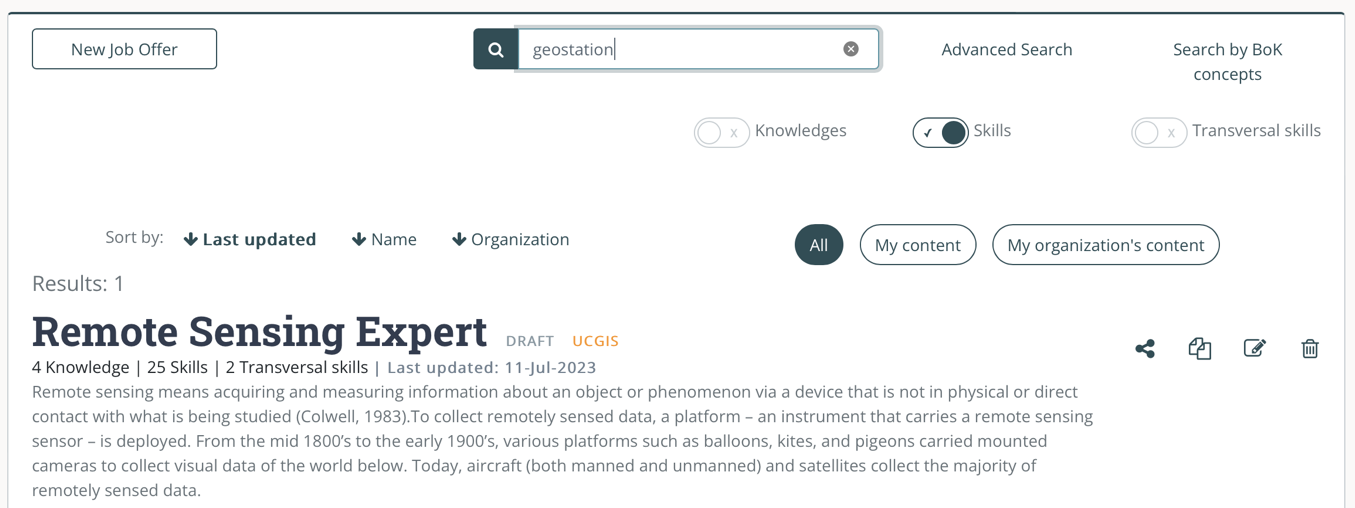 New Job Offer
geostation
Advanced Search
Search by BoK
concepts
x Knowledges
Skills
x Transversal skills
Sort by: Last updated Name Organization
All My content My organization's content
Results: 1
Remote Sensing Expert DRAFT UCGIS
4 Knowledge | 25 Skills | 2 Transversal skills | Last updated: 11-Jul-2023
Remote sensing means acquiring and measuring information about an object or phenomenon via a device that is not in physical or direct
contact with what is being studied (Colwell, 1983).To collect remotely sensed data, a platform – an instrument that carries a remote sensing
sensor – is deployed. From the mid 1800’s to the early 1900’s, various platforms such as balloons, kites, and pigeons carried mounted
cameras to collect visual data of the world below. Today, aircraft (both manned and unmanned) and satellites collect the majority of
remotely sensed data.